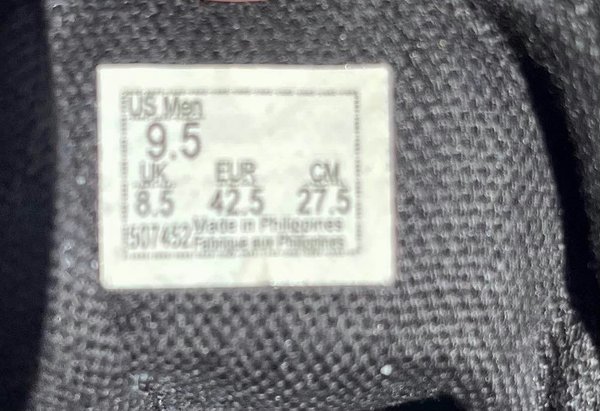 US Men
9.5
UK EUR CM
8.5 42.5 27.5
507452 Made in Philippines
Fabrique aux Philippines